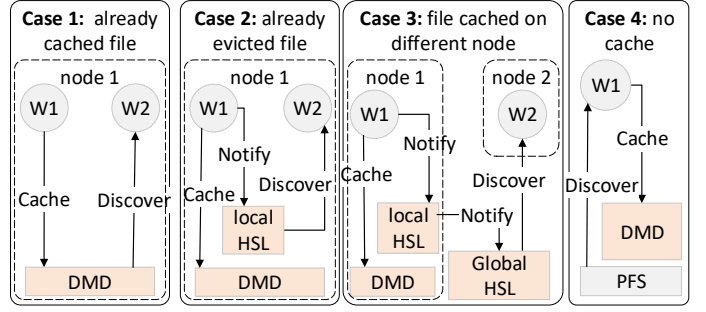 Case 1: already
cached file
node 1
W1
W2
Cache
Discover
DMD
Case 2: already
evicted file
node 1
W1
W2
Notify
Cache
Discover
local
HSL
DMD
Case 3: file cached on
different node
node 1
node 2
W1
W2
Notify
Cache
Discover
local
HSL
Notify
DMD
Global
HSL
Case 4: no
cache
W1
Cache
Discover
DMD
PFS